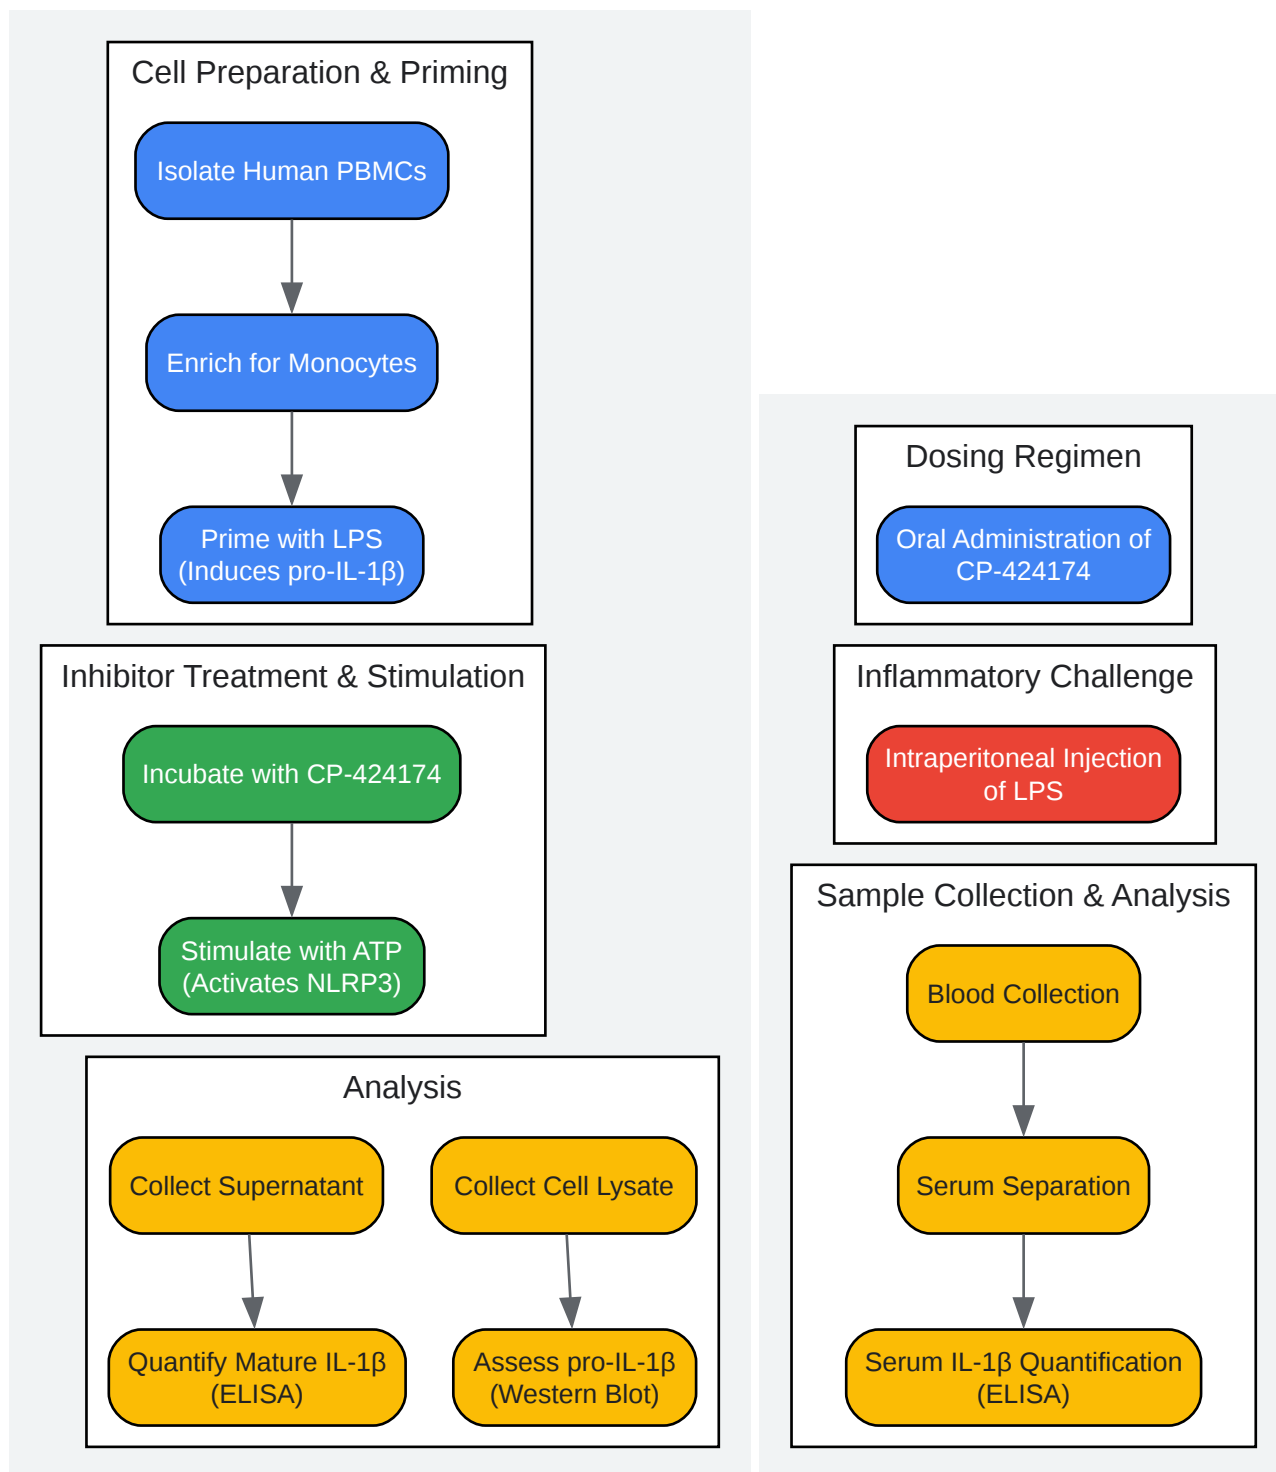 Cell Preparation & Priming
Isolate Human PBMCs
Enrich for Monocytes
Prime with LPS
(Induces pro-IL-1β)
Inhibitor Treatment & Stimulation
Incubate with CP-424174
Stimulate with ATP
(Activates NLRP3)
Analysis
Collect Supernatant
Collect Cell Lysate
Quantify Mature IL-1β
(ELISA)
Assess pro-IL-1β
(Western Blot)
Dosing Regimen
Oral Administration of
CP-424174
Inflammatory Challenge
Intraperitoneal Injection
of LPS
Sample Collection & Analysis
Blood Collection
Serum Separation
Serum IL-1β Quantification
(ELISA)